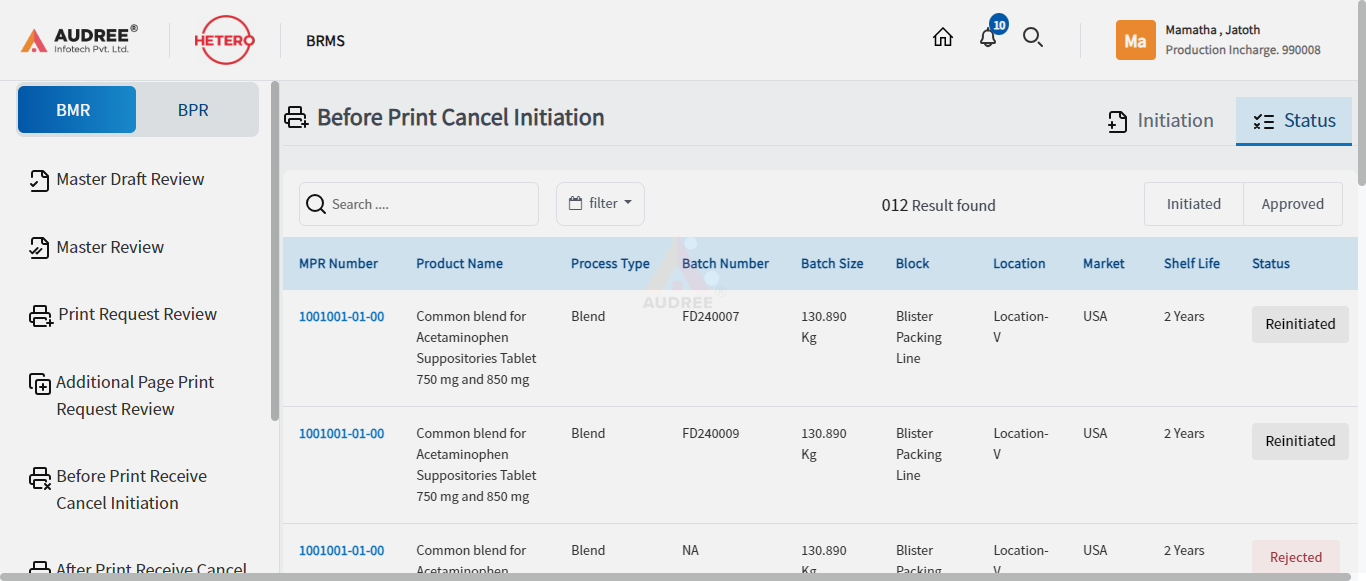 AUDREE®
Infotech Pvt. Ltd.
HETERO
BRMS
10
Ma
Mamatha , Jatoth
Production Incharge. 990008
BMR
BPR
Master Draft Review
Master Review
Print Request Review
Additional Page Print
Request Review
Before Print Receive
Cancel Initiation
After Print Receive Cancel
Before Print Cancel Initiation
Initiation
Status
Search ....
filter
012 Result found
Initiated
Approved
MPR Number Product Name Process Type Batch Number Batch Size Block Location Market Shelf Life Status
AUDREE
1001001-01-00 Common blend for Blend FD240007 130.890 Blister Location- USA 2 Years Reinitiated
Acetaminophen Kg Packing V
Suppositories Tablet Line
750 mg and 850 mg
1001001-01-00 Common blend for Blend FD240009 130.890 Blister Location- USA 2 Years Reinitiated
Acetaminophen Kg Packing V
Suppositories Tablet Line
750 mg and 850 mg
1001001-01-00 Common blend for Blend NA 130.890 Blister Location- USA 2 Years Rejected
Acetaminophen Kg Packing V